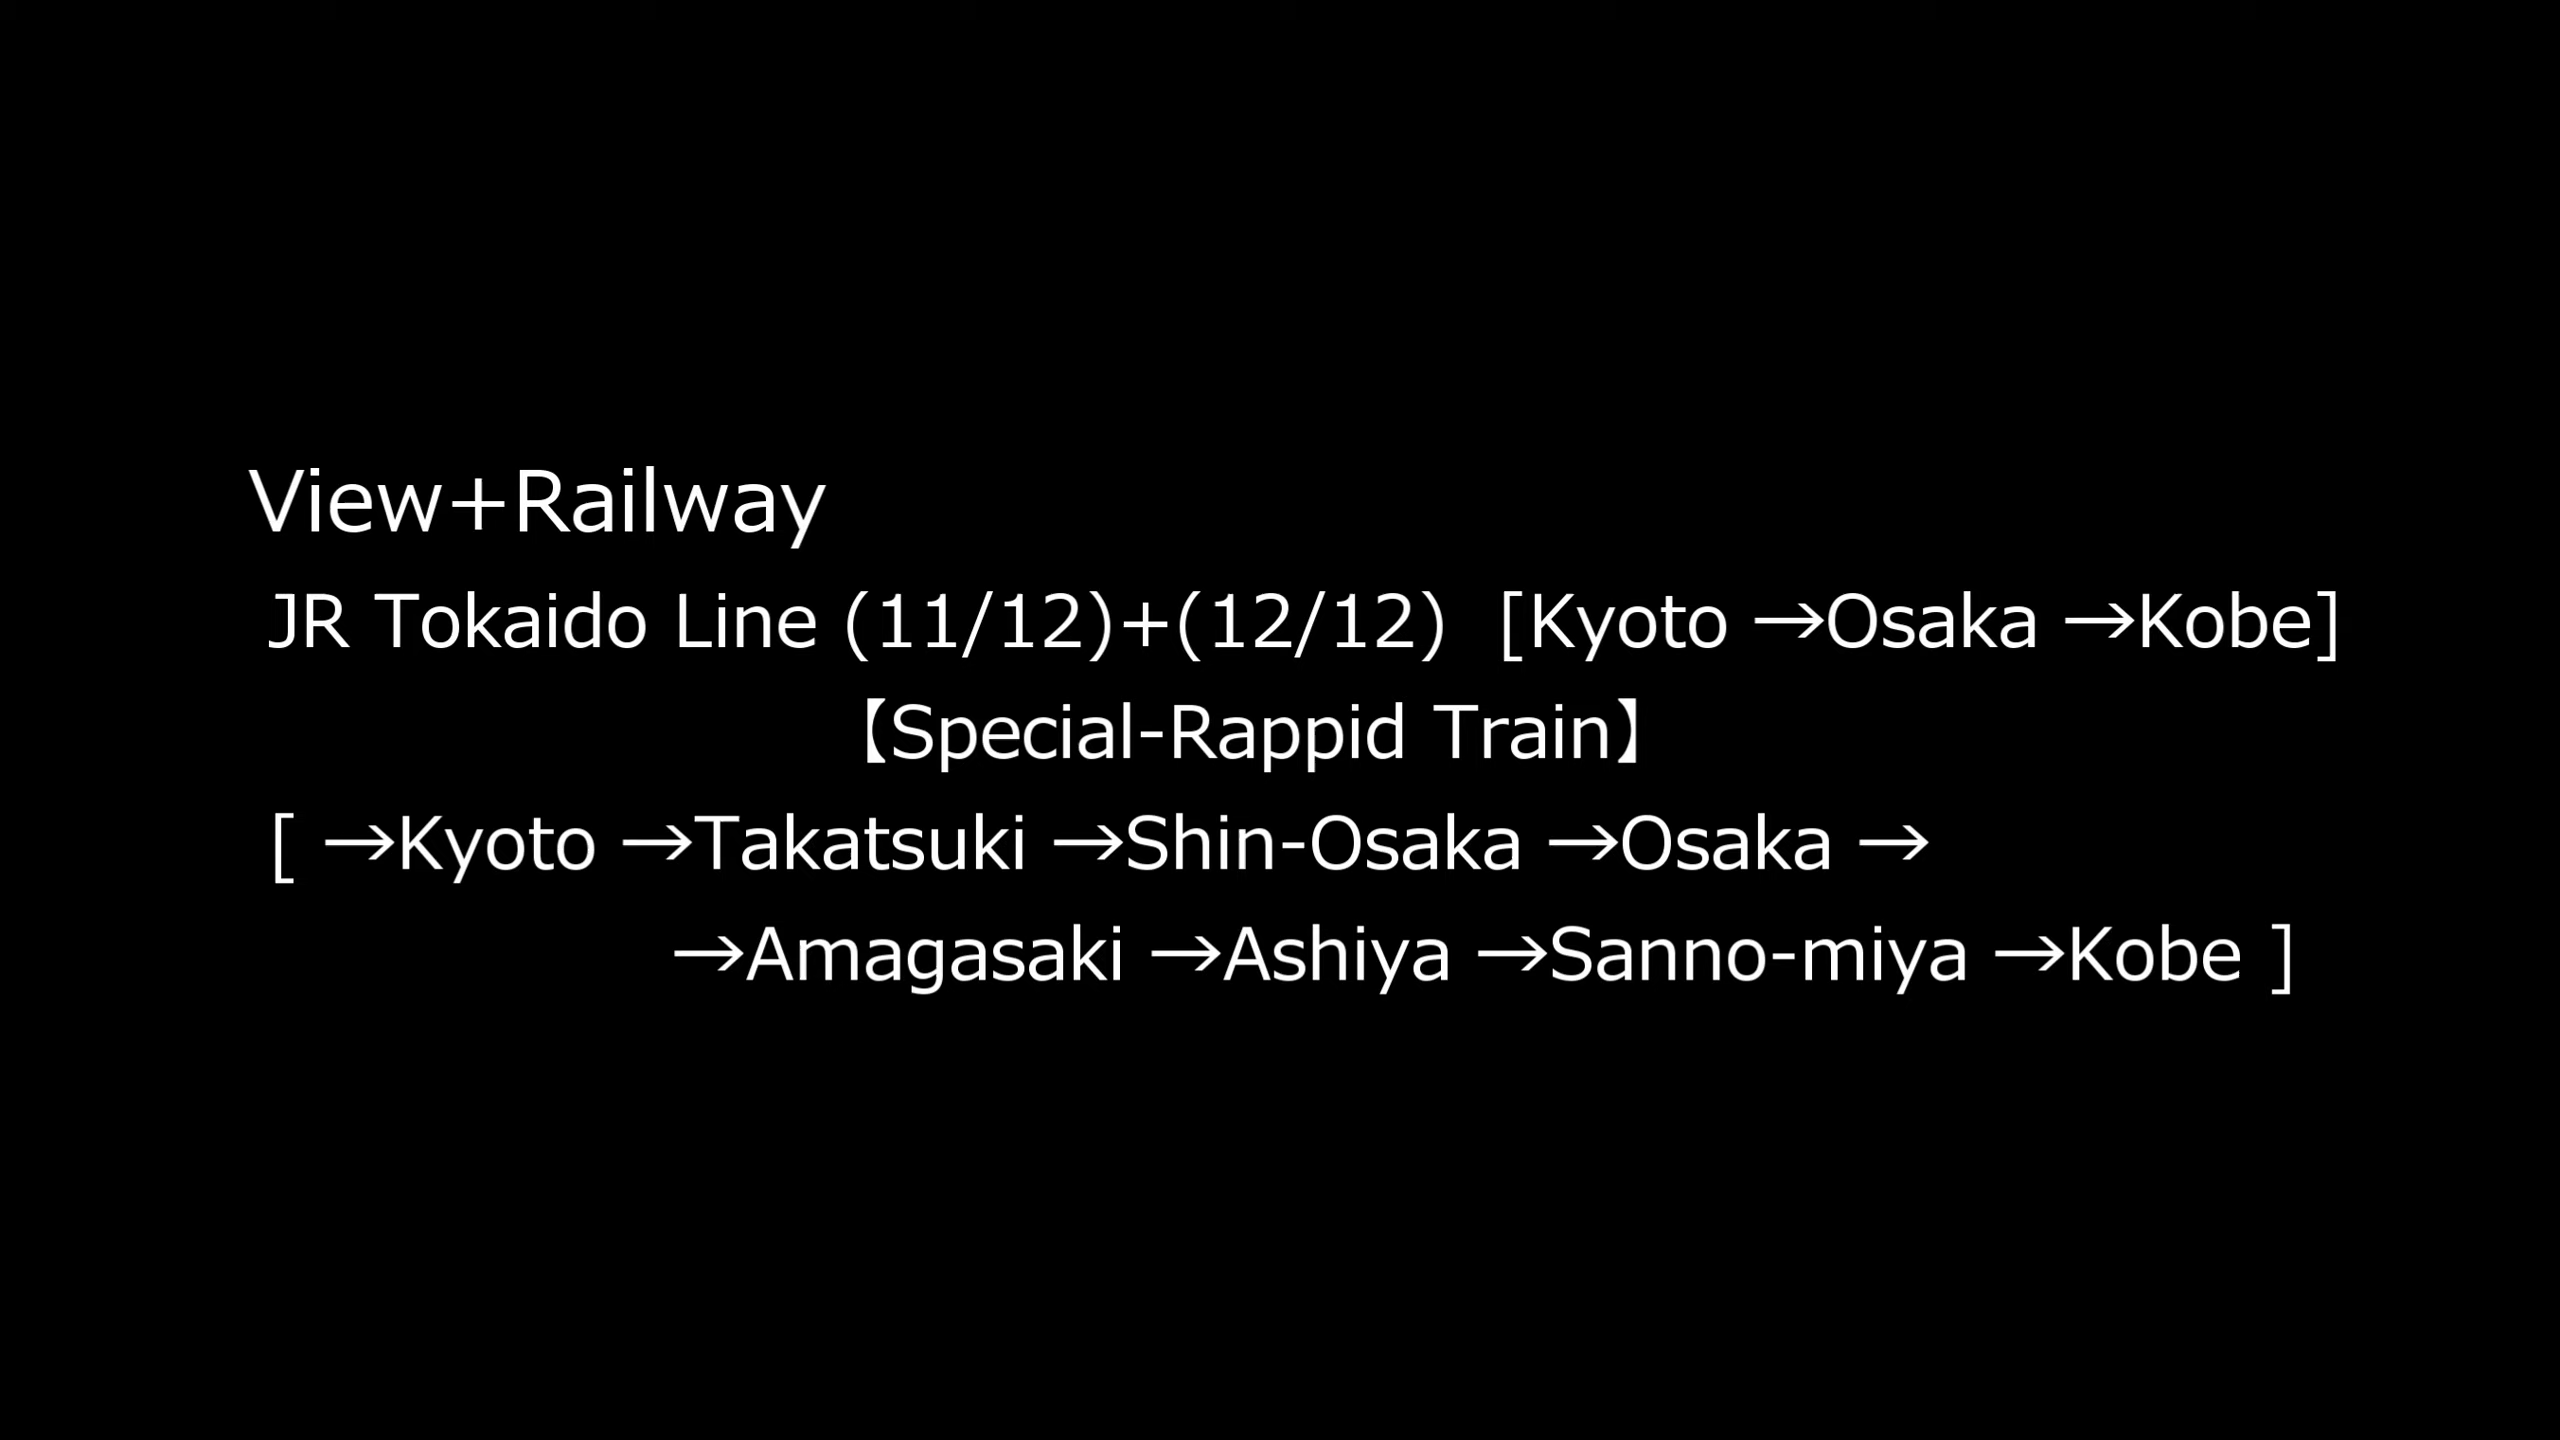 View+Railway
JR Tokaido Line (11/12)+(12/12) [Kyoto →Osaka →Kobe]
【Special-Rappid Train】
[ →Kyoto →Takatsuki →Shin-Osaka →Osaka →
→Amagasaki →Ashiya →Sanno-miya →Kobe ]